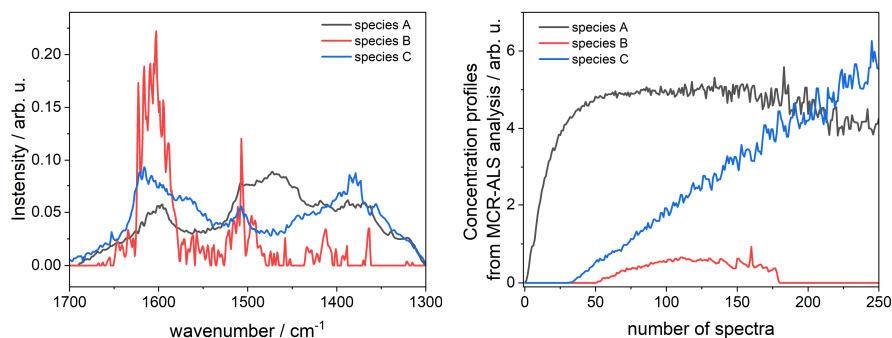 species A
species B
species C
0.20
0.15
0.10
0.05
0.00
Instensity / arb. u.
1700
1600
1500
1400
1300
wavenumber / cm-1
species A
species B
species C
6
4
2
0
Concentration profiles
from MCR-ALS analysis / arb. u.
0
50
100
150
200
250
number of spectra